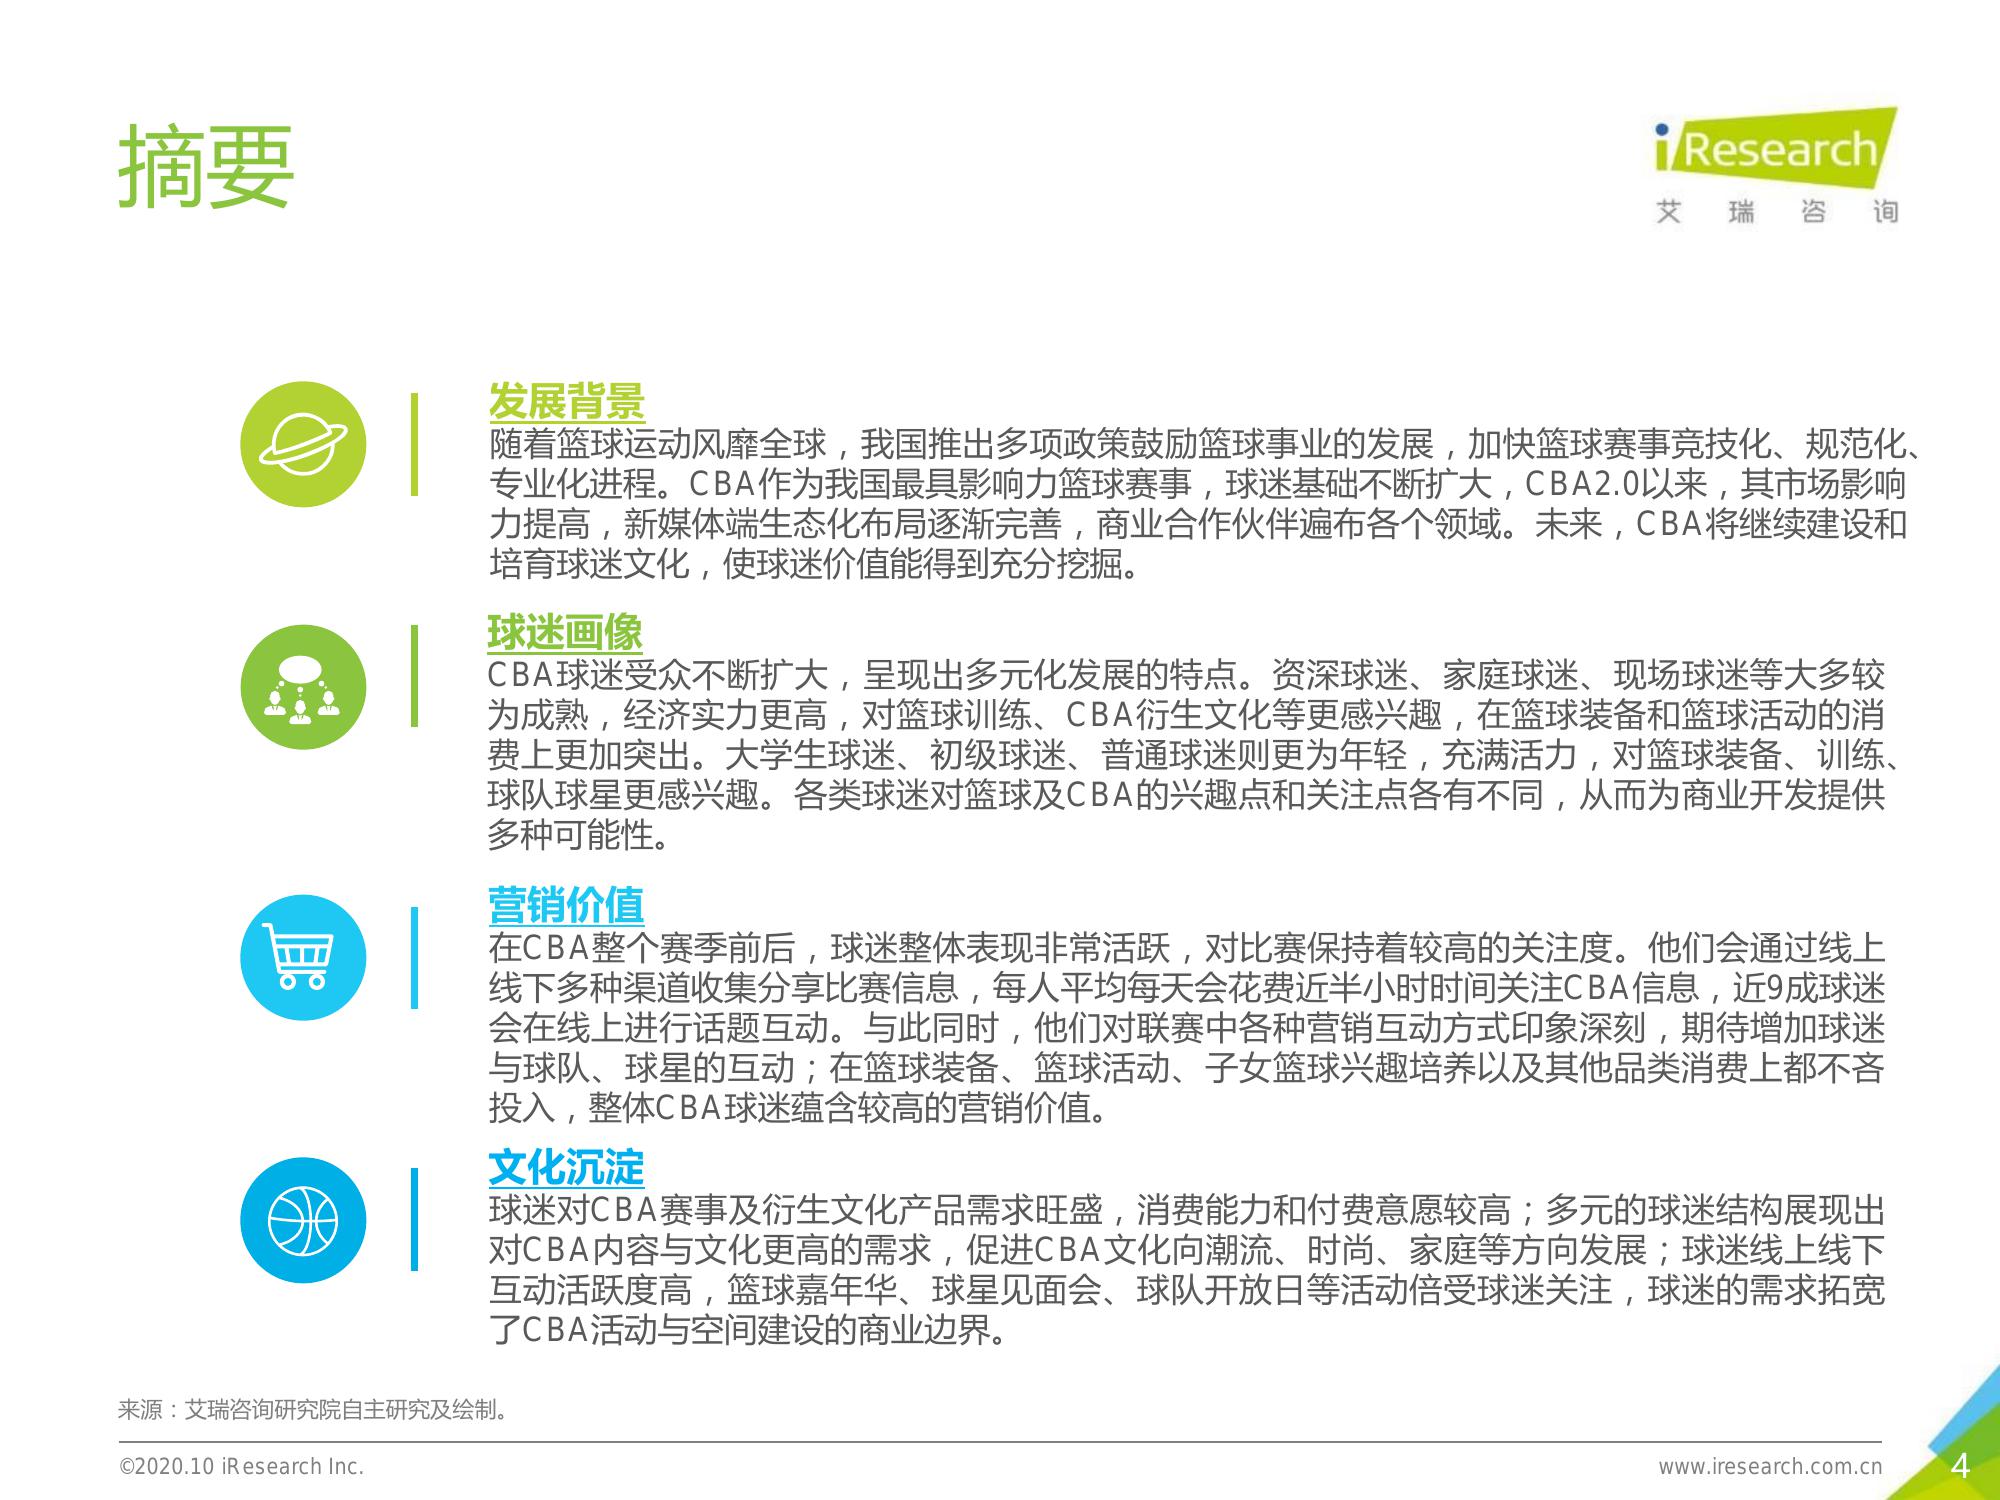 摘要
iResearch
艾瑞咨询
发展背景
随着篮球运动风靡全球，我国推出多项政策鼓励篮球事业的发展，加快篮球赛事竞技化、规范化、
专业化进程。CBA作为我国最具影响力篮球赛事，球迷基础不断扩大，CBA2.0以来，其市场影响
力提高，新媒体端生态化布局逐渐完善，商业合作伙伴遍布各个领域。未来，CBA将继续建设和
培育球迷文化，使球迷价值能得到充分挖掘。
球迷画像
CBA球迷受众不断扩大，呈现出多元化发展的特点。资深球迷、家庭球迷、现场球迷等大多较
为成熟，经济实力更高，对篮球训练、CBA衍生文化等更感兴趣，在篮球装备和篮球活动的消
费上更加突出。大学生球迷、初级球迷、普通球迷则更为年轻，充满活力，对篮球装备、训练、
球队球星更感兴趣。各类球迷对篮球及CBA的兴趣点和关注点各有不同，从而为商业开发提供
多种可能性。
营销价值
在CBA整个赛季前后，球迷整体表现非常活跃，对比赛保持着较高的关注度。他们会通过线上
线下多种渠道收集分享比赛信息，每人平均每天会花费近半小时时间关注CBA信息，近9成球迷
会在线上进行话题互动。与此同时，他们对联赛中各种营销互动方式印象深刻，期待增加球迷
与球队、球星的互动；在篮球装备、篮球活动、子女篮球兴趣培养以及其他品类消费上都不吝
投入，整体CBA球迷蕴含较高的营销价值。
文化沉淀
球迷对CBA赛事及衍生文化产品需求旺盛，消费能力和付费意愿较高；多元的球迷结构展现出
对CBA内容与文化更高的需求，促进CBA文化向潮流、时尚、家庭等方向发展；球迷线上线下
互动活跃度高，篮球嘉年华、球星见面会、球队开放日等活动倍受球迷关注，球迷的需求拓宽
了CBA活动与空间建设的商业边界。
来源：艾瑞咨询研究院自主研究及绘制。
©2020.10 iResearch Inc.
www.iresearch.com.cn
4